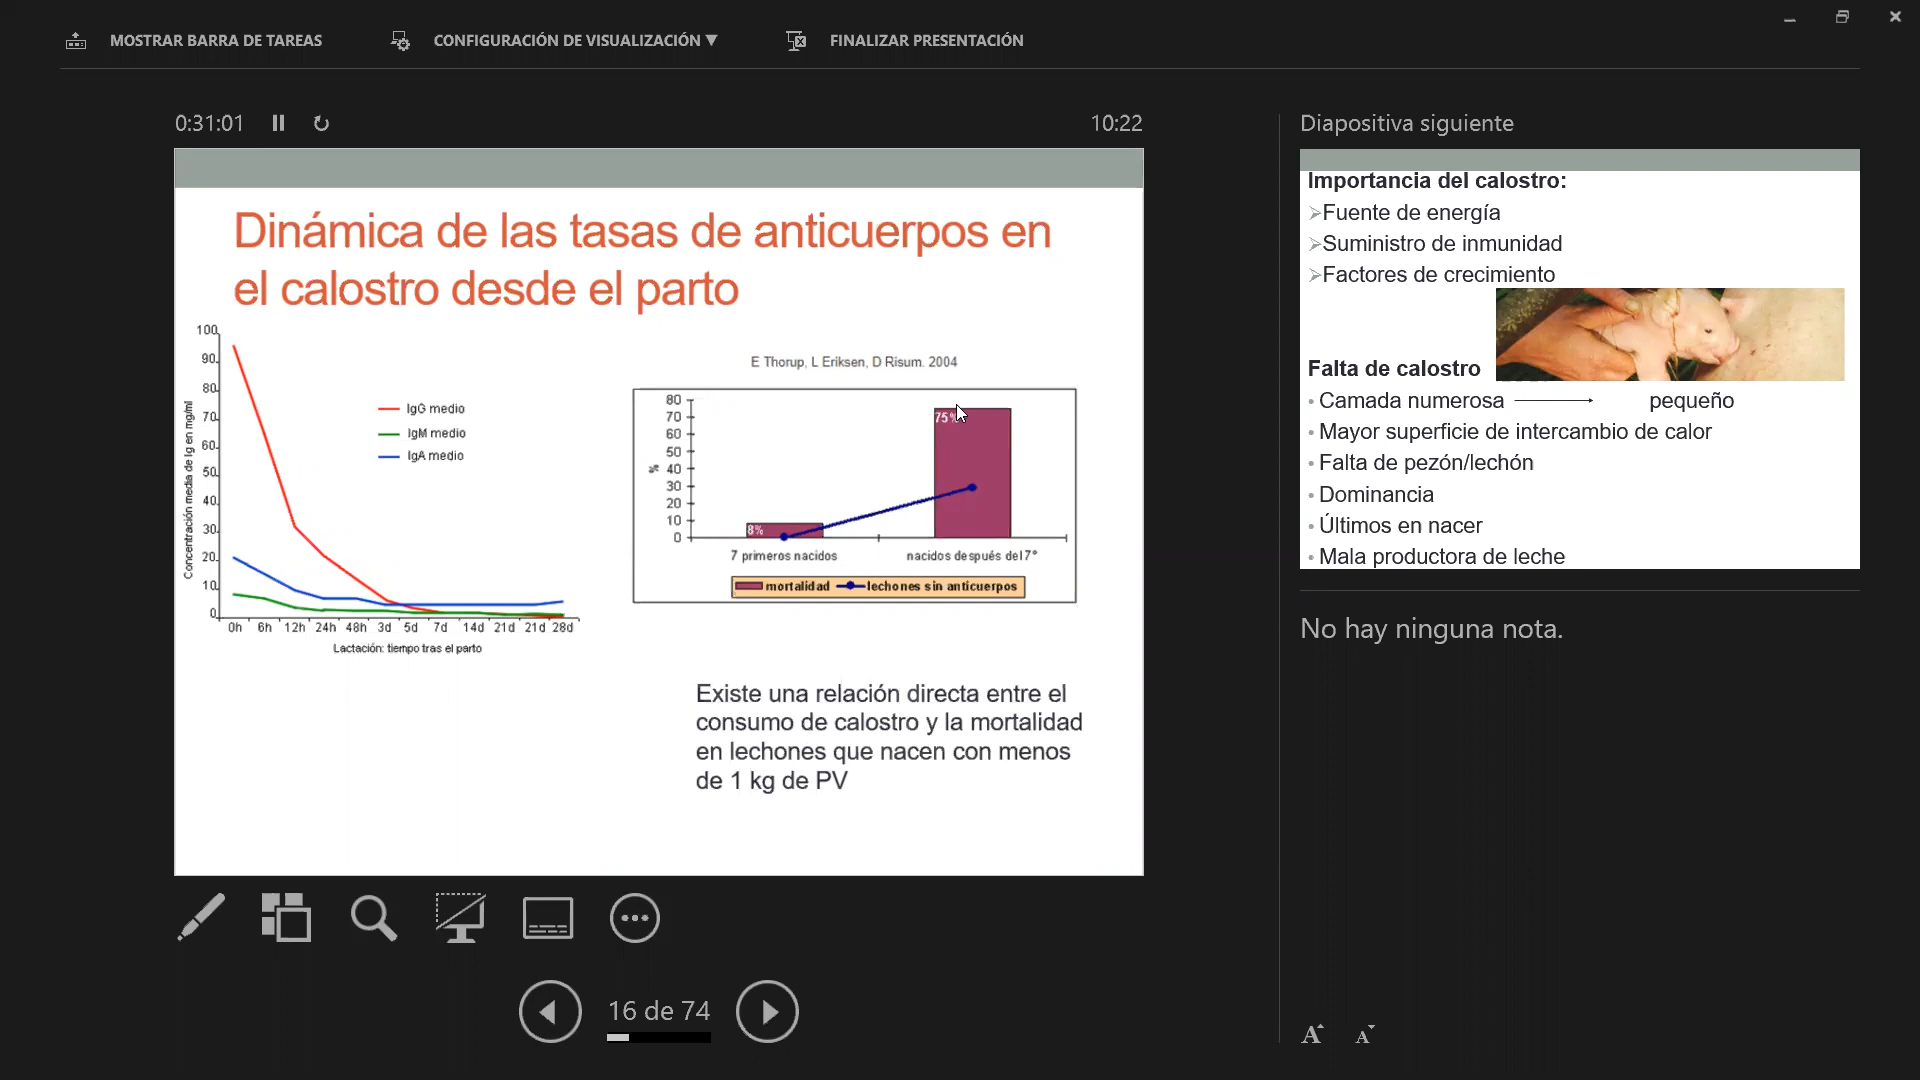 MOSTRAR BARRA DE TAREAS
CONFIGURACIÓN DE VISUALIZACIÓN ▼
FINALIZAR PRESENTACIÓN
0:31:01
10:22
Dinámica de las tasas de anticuerpos en
el calostro desde el parto
100
90
80
70
60
50
40
30
20
10
0
Concentración media de Ig en mg/ml
IgG medio
IgM medio
IgA medio
0h 6h 12h 24h 48h 3d 5d 7d 14d 21d 21d 28d
Lactación: tiempo tras el parto
E Thorup, L Eriksen, D Risum. 2004
80
70
60
50
40
30
20
10
0
%
8%
75%
7 primeros nacidos
nacidos después del 7°
mortalidad
lechones sin anticuerpos
Existe una relación directa entre el
consumo de calostro y la mortalidad
en lechones que nacen con menos
de 1 kg de PV
16 de 74
Diapositiva siguiente
Importancia del calostro:
Fuente de energía
Suministro de inmunidad
Factores de crecimiento
Falta de calostro
• Camada numerosa pequeño
• Mayor superficie de intercambio de calor
• Falta de pezón/lechón
• Dominancia
• Últimos en nacer
• Mala productora de leche
No hay ninguna nota.
A A